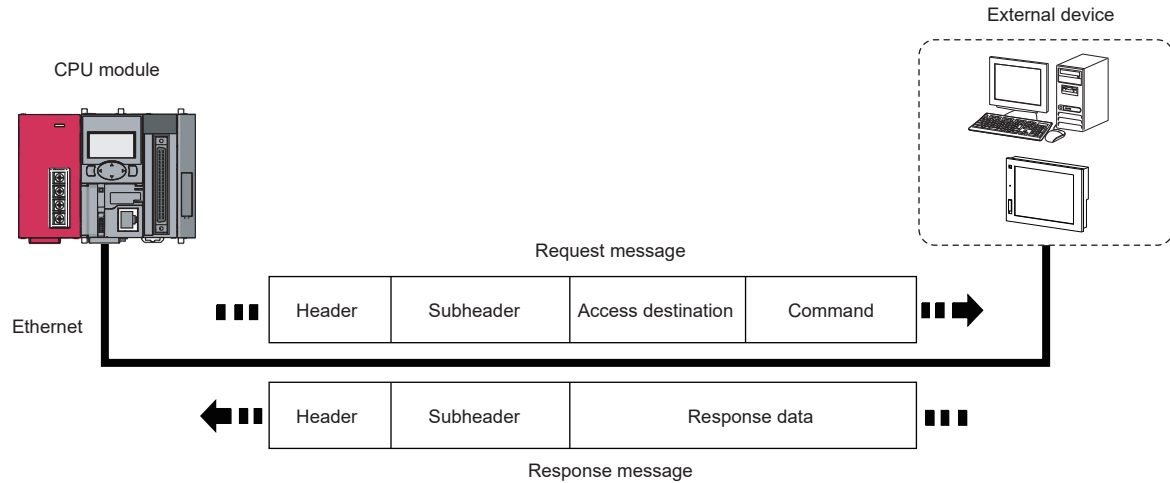 External device
CPU module
Request message
Header Subheader Access destination Command
Ethernet
Header Subheader Response data
Response message